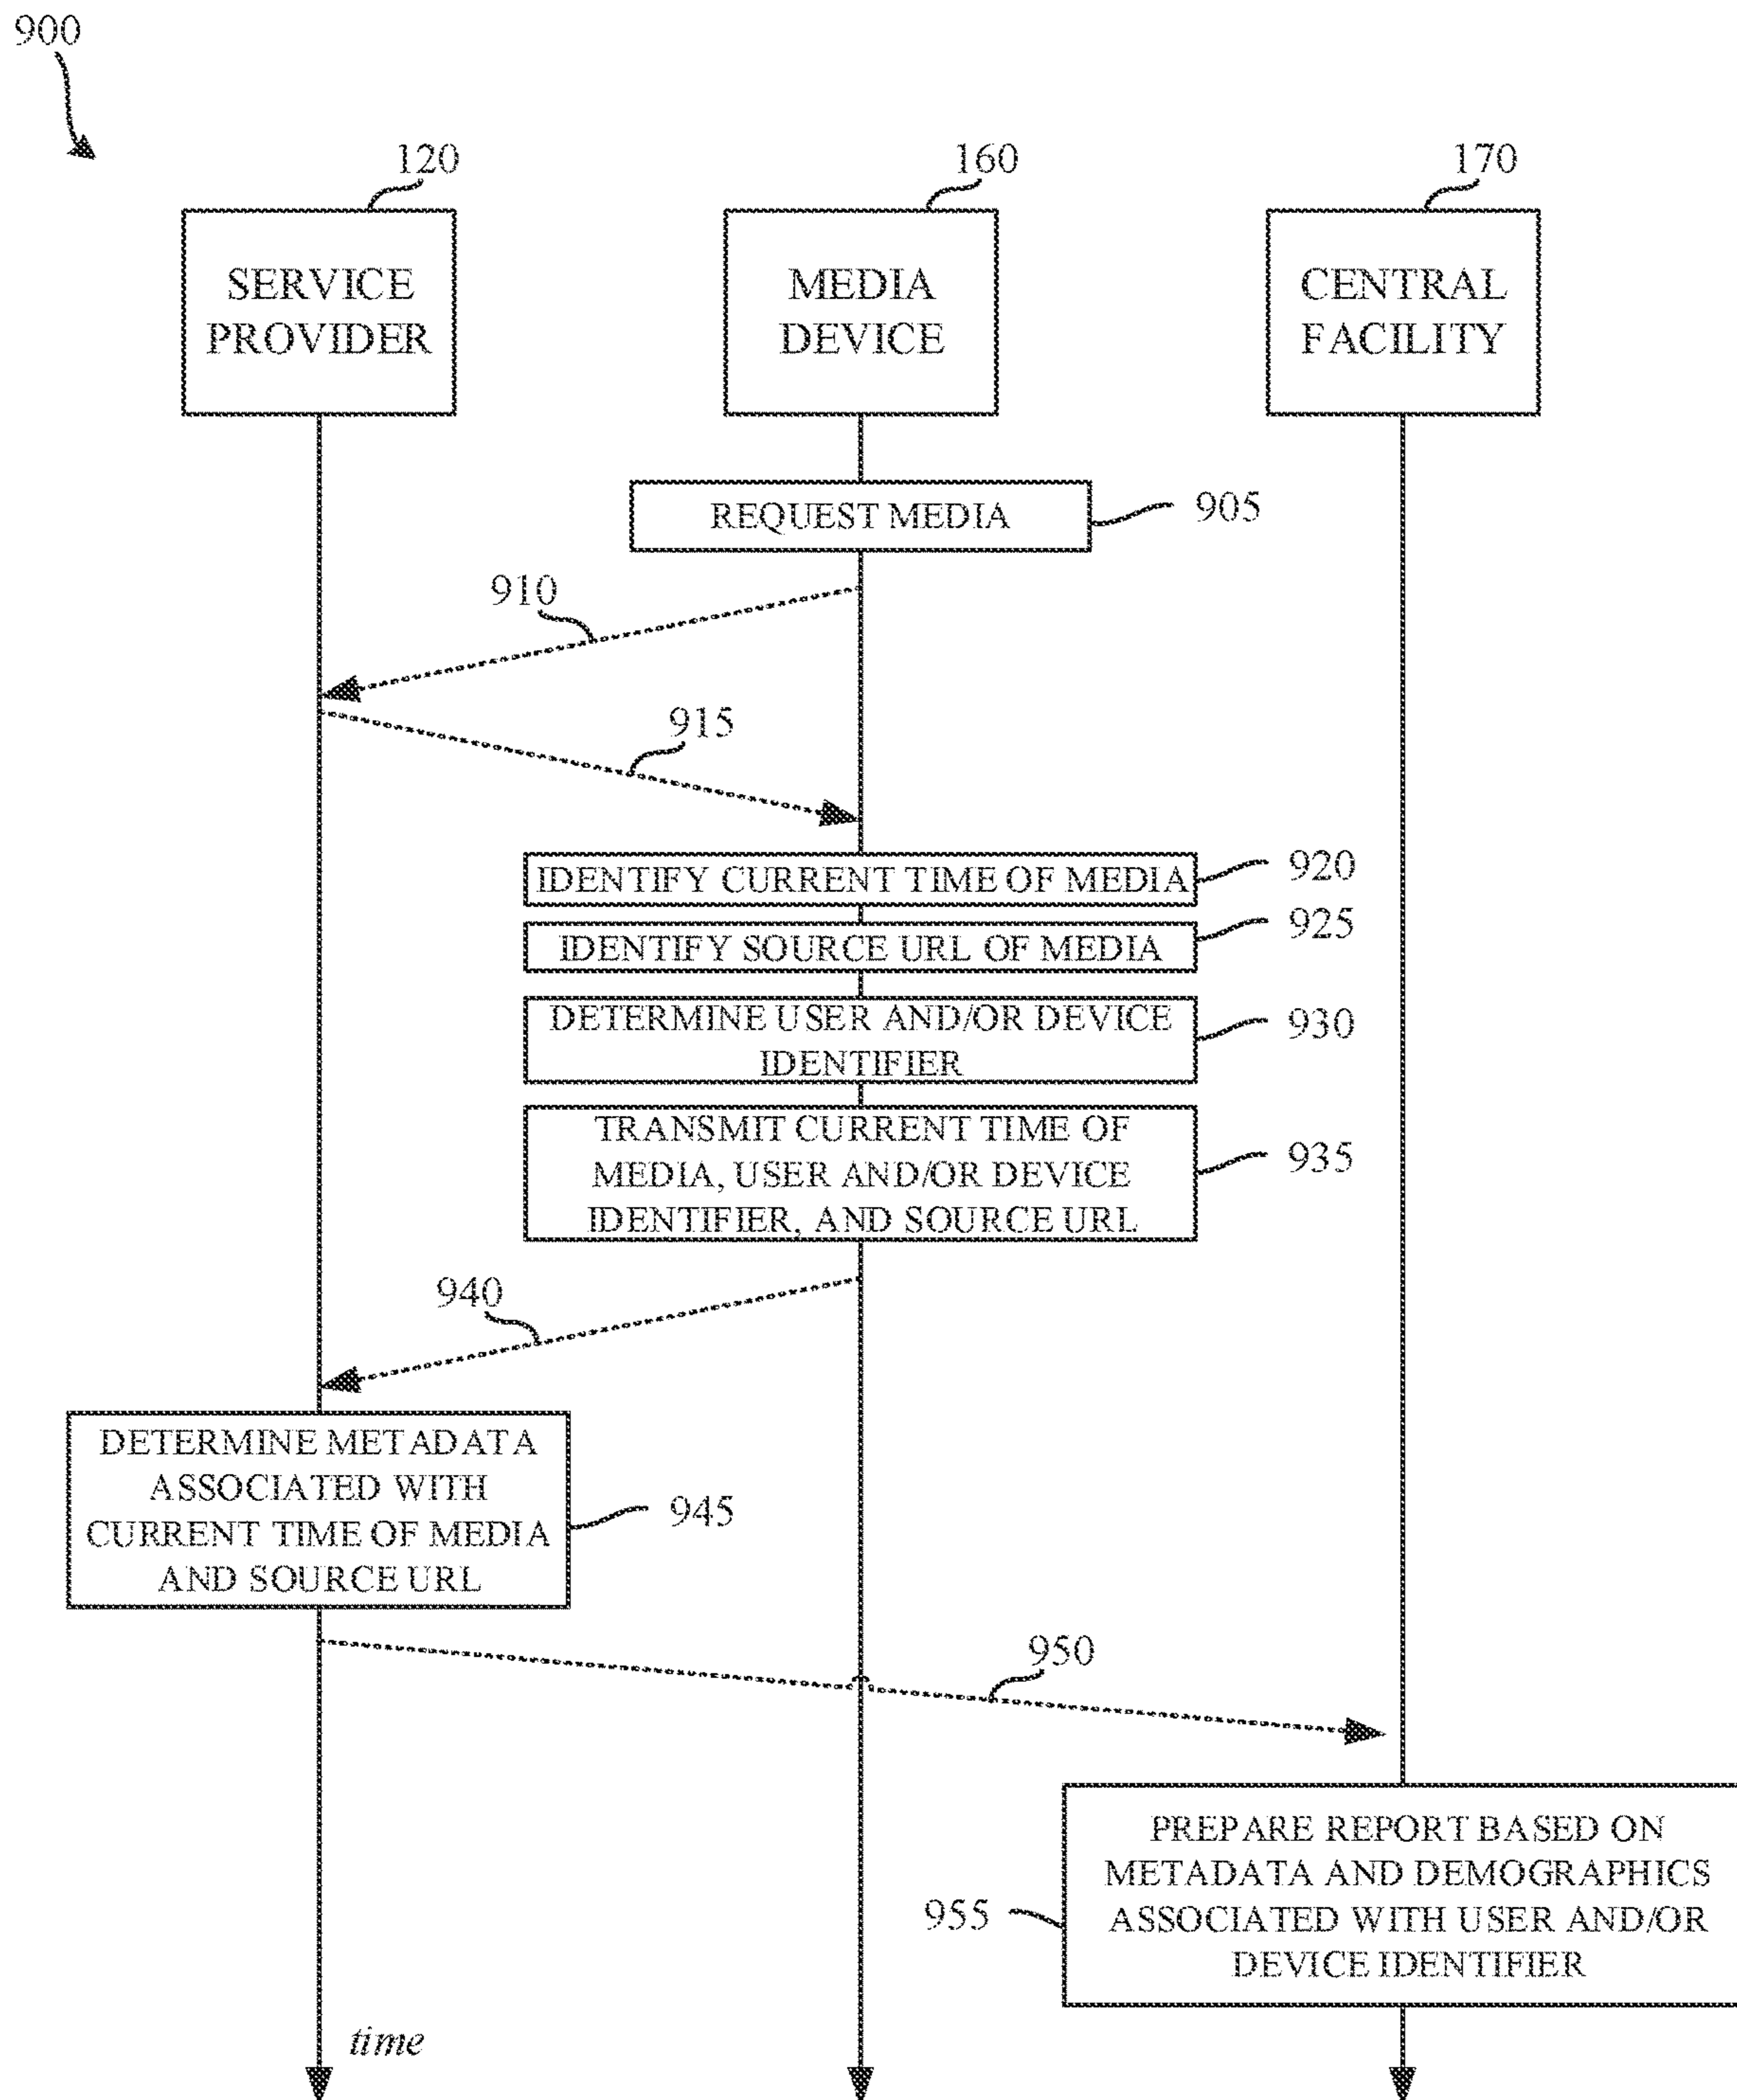 900
120
160
170
SERVICE
PROVIDER
MEDIA
DEVICE
CENTRAL
FACILITY
REQUEST MEDIA
905
910
915
IDENTIFY CURRENT TIME OF MEDIA
920
IDENTIFY SOURCE URL OF MEDIA
925
DETERMINE USER AND/OR DEVICE
IDENTIFIER
930
TRANSMIT CURRENT TIME OF
MEDIA, USER AND/OR DEVICE
IDENTIFIER, AND SOURCE URL
935
940
DETERMINE METADATA
ASSOCIATED WITH
CURRENT TIME OF MEDIA
AND SOURCE URL
945
950
PREPARE REPORT BASED ON
METADATA AND DEMOGRAPHICS
ASSOCIATED WITH USER AND/OR
DEVICE IDENTIFIER
955
time